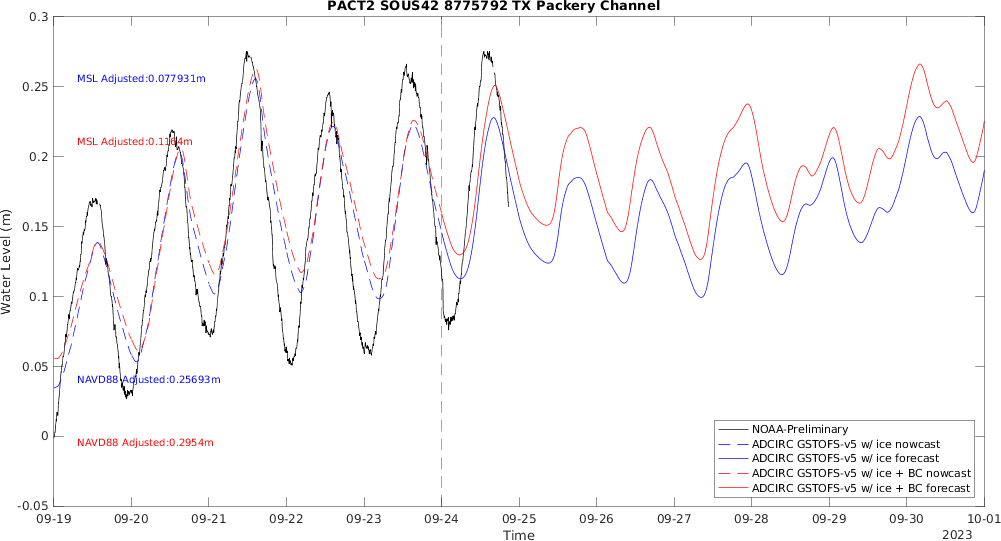 PACT2 SOUS42 8775792 TX Packery Channel
0.3
0.25
0.2
0.15
0.1
0.05
0
-0.05
Water Level (m)
MSL Adjusted:0.077931m
MSL Adjusted:0.1164m
NAVD88 Adjusted:0.25693m
NAVD88 Adjusted:0.2954m
NOAA-Preliminary
ADCIRC GSTOFS-v5 w/ ice nowcast
ADCIRC GSTOFS-v5 w/ ice forecast
ADCIRC GSTOFS-v5 w/ ice + BC nowcast
ADCIRC GSTOFS-v5 w/ ice + BC forecast
09-19 09-20 09-21 09-22 09-23 09-24 09-25 09-26 09-27 09-28 09-29 09-30 10-01
Time
2023